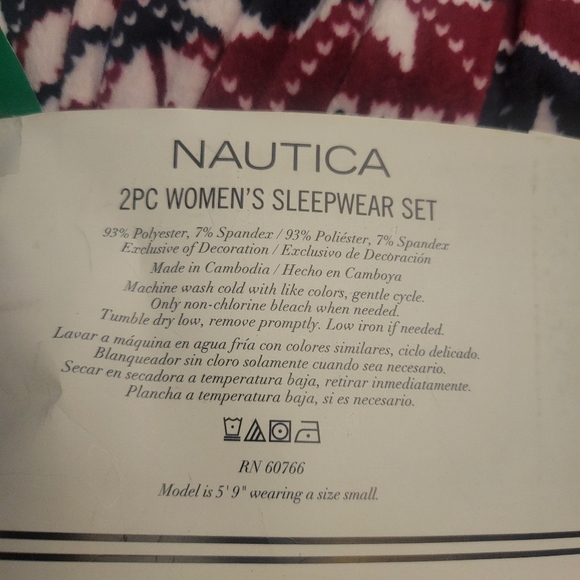 NAUTICA
2PC WOMEN'S SLEEPWEAR SET
93% Polyester, 7% Spandex / 93% Poliéster, 7% Spandex
Exclusive of Decoration / Exclusivo de Decoración
Made in Cambodia / Hecho en Camboya
Machine wash cold with like colors, gentle cycle.
Only non-chlorine bleach when needed.
Tumble dry low, remove promptly. Low iron if needed.
Lavar a máquina en agua fría con colores similares, ciclo delicado.
Blanqueador sin cloro solamente cuando sea necesario.
Secar en secadora a temperatura baja, retirar inmediatamente.
Plancha a temperatura baja, si es necesario.
RN 60766
Model is 5'9" wearing a size small.